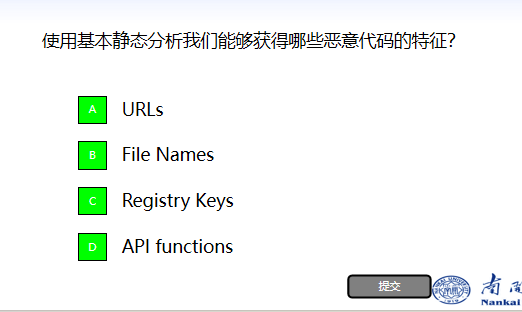 使用基本静态分析我们能够获得哪些恶意代码的特征?
A URLs
B File Names
C Registry Keys
D API functions
提交
南
Nankai